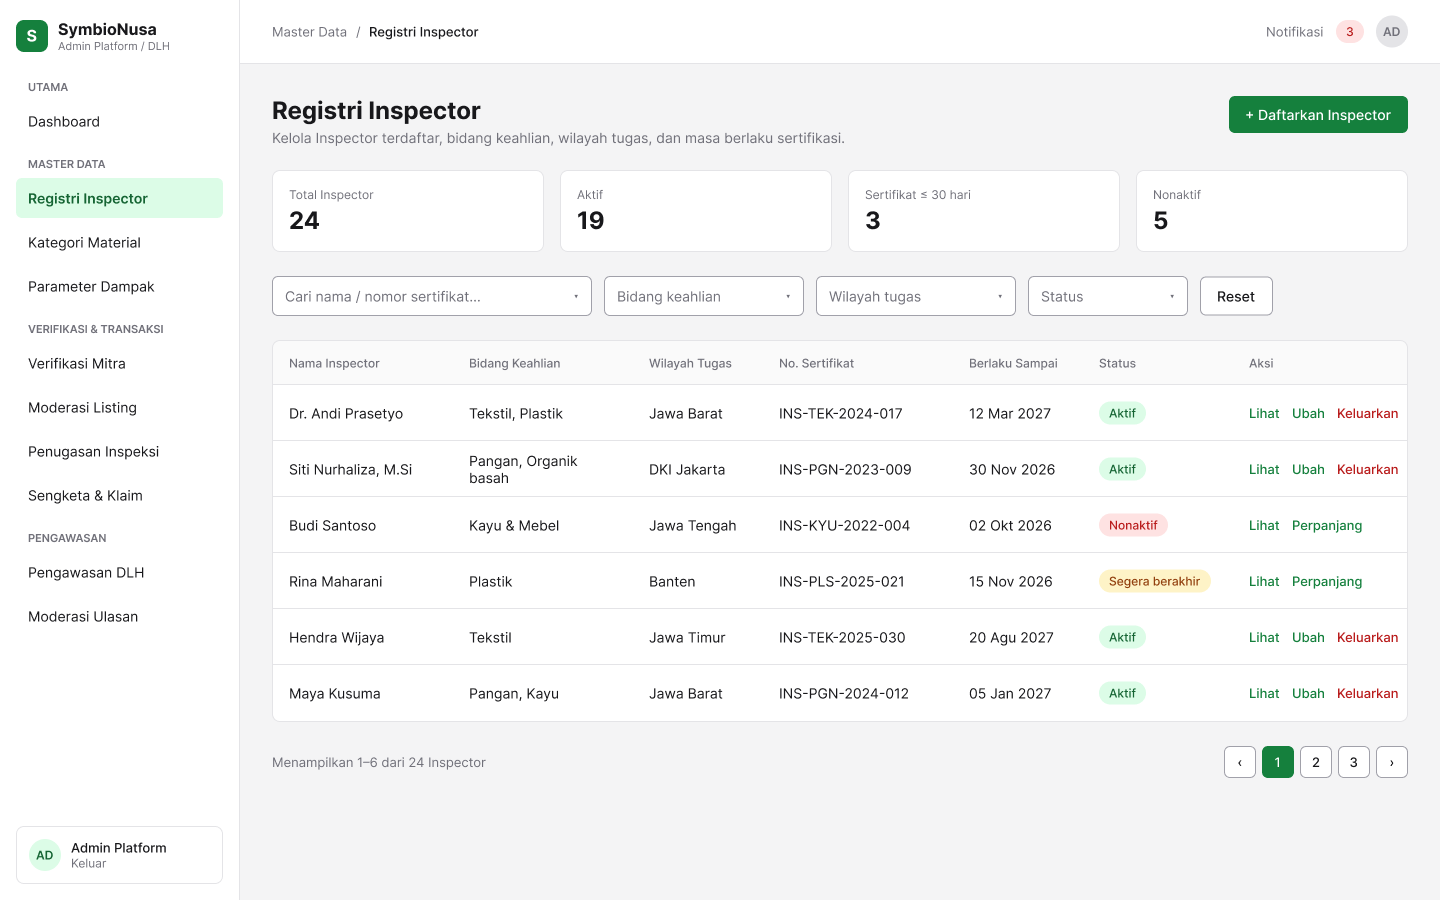 S
SymbioNusa
Admin Platform / DLH
UTAMA
Dashboard
MASTER DATA
Registri Inspector
Kategori Material
Parameter Dampak
VERIFIKASI & TRANSAKSI
Verifikasi Mitra
Moderasi Listing
Penugasan Inspeksi
Sengketa & Klaim
PENGAWASAN
Pengawasan DLH
Moderasi Ulasan
AD
Admin Platform
Keluar
Master Data / Registri Inspector
Notifikasi 3 AD
Registri Inspector
Kelola Inspector terdaftar, bidang keahlian, wilayah tugas, dan masa berlaku sertifikasi.
+ Daftarkan Inspector
Total Inspector
24
Aktif
19
Sertifikat ≤ 30 hari
3
Nonaktif
5
Cari nama / nomor sertifikat... Bidang keahlian Wilayah tugas Status Reset
Nama Inspector Bidang Keahlian Wilayah Tugas No. Sertifikat Berlaku Sampai Status Aksi
Dr. Andi Prasetyo Tekstil, Plastik Jawa Barat INS-TEK-2024-017 12 Mar 2027 Aktif Lihat Ubah Keluarkan
Siti Nurhaliza, M.Si Pangan, Organik basah DKI Jakarta INS-PGN-2023-009 30 Nov 2026 Aktif Lihat Ubah Keluarkan
Budi Santoso Kayu & Mebel Jawa Tengah INS-KYU-2022-004 02 Okt 2026 Nonaktif Lihat Perpanjang
Rina Maharani Plastik Banten INS-PLS-2025-021 15 Nov 2026 Segera berakhir Lihat Perpanjang
Hendra Wijaya Tekstil Jawa Timur INS-TEK-2025-030 20 Agu 2027 Aktif Lihat Ubah Keluarkan
Maya Kusuma Pangan, Kayu Jawa Barat INS-PGN-2024-012 05 Jan 2027 Aktif Lihat Ubah Keluarkan
Menampilkan 1–6 dari 24 Inspector
‹ 1 2 3 ›